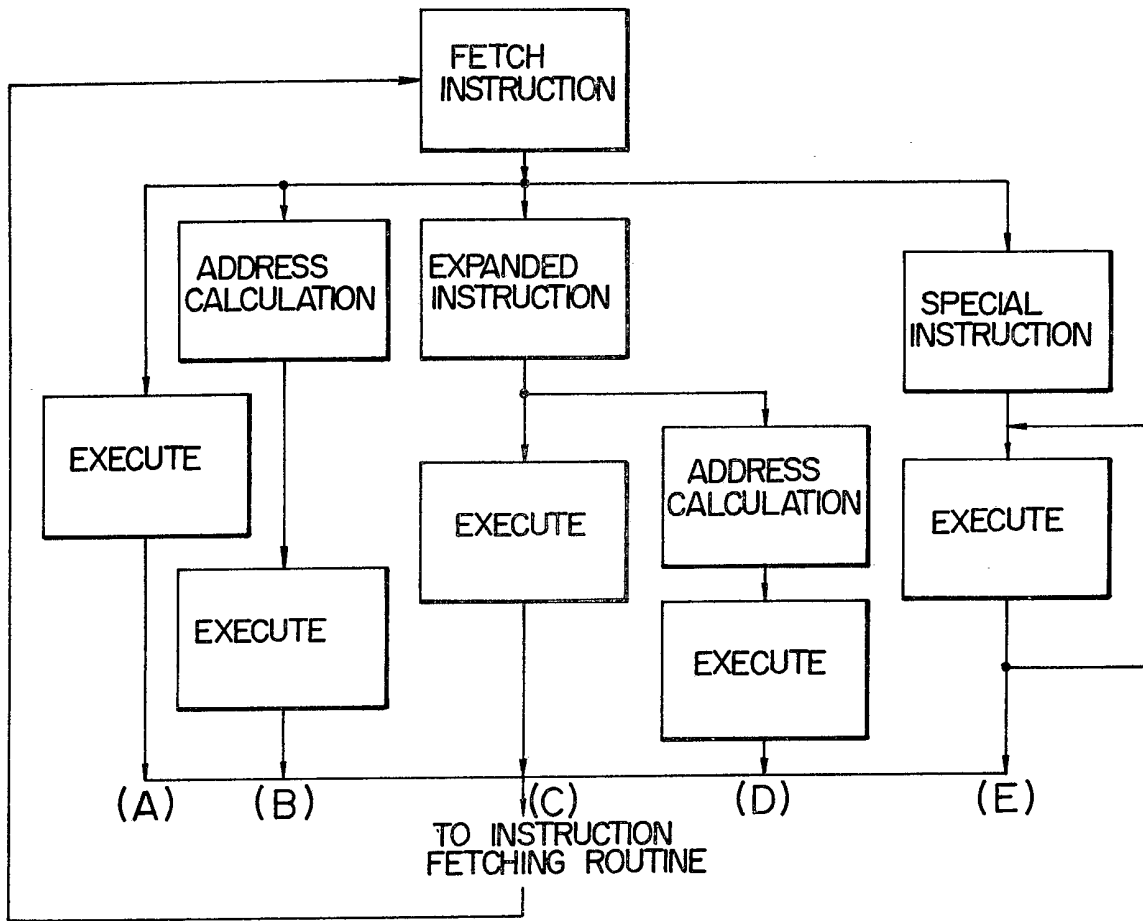 FETCH
INSTRUCTION
ADDRESS
CALCULATION
EXPANDED
INSTRUCTION
SPECIAL
INSTRUCTION
EXECUTE
EXECUTE
ADDRESS
CALCULATION
EXECUTE
EXECUTE
EXECUTE
(A)
(B)
(C)
(D)
(E)
TO INSTRUCTION
FETCHING ROUTINE